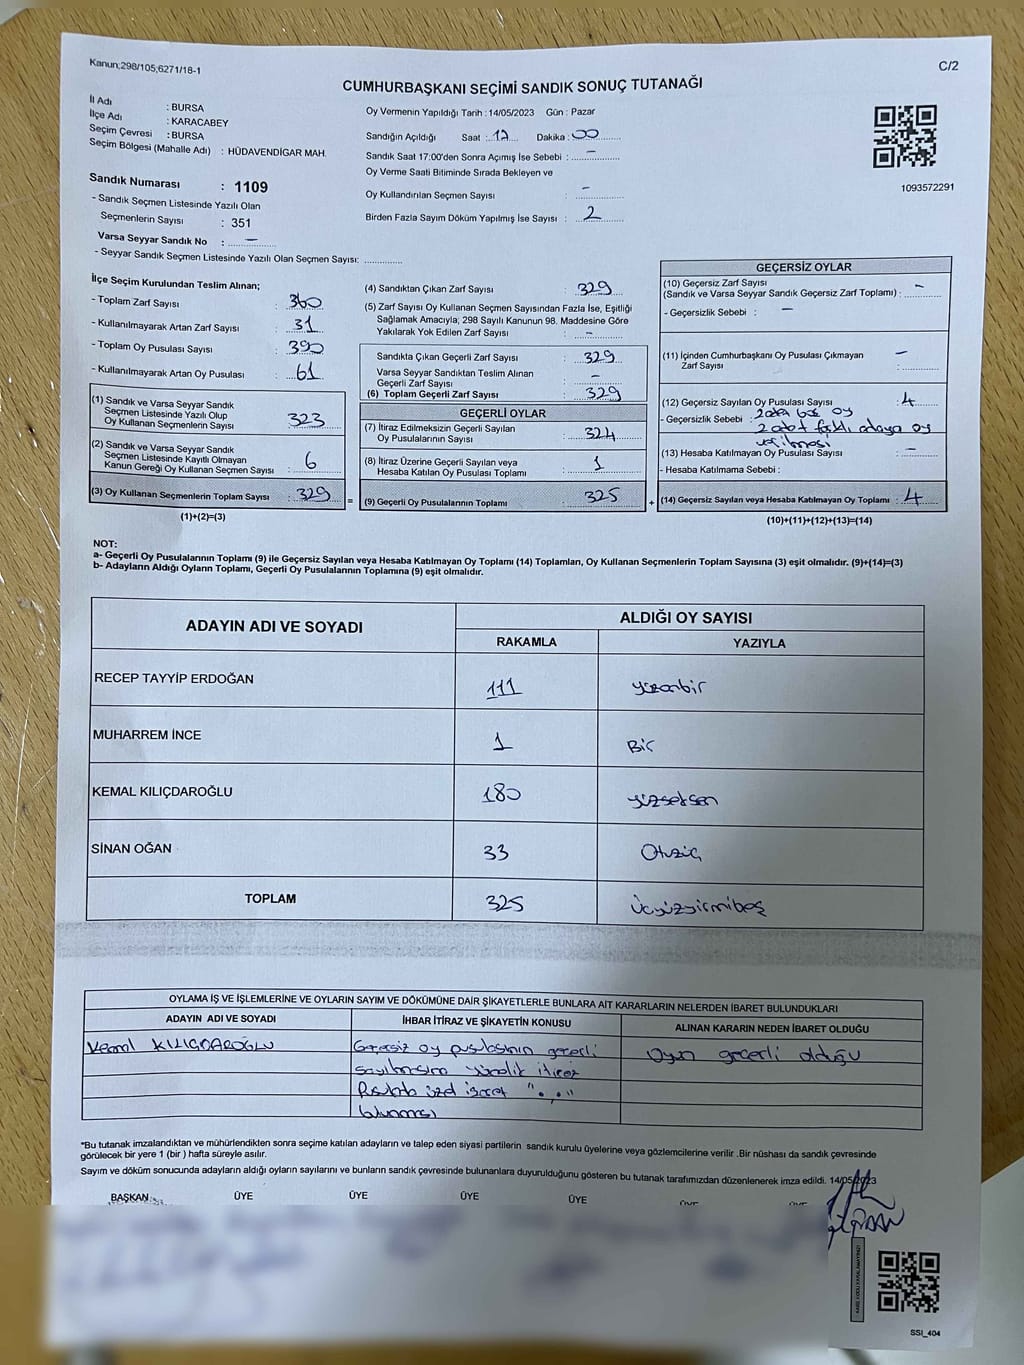 Kanun;298/105;6271/18-1
C/2
CUMHURBAŞKANI SEÇİMİ SANDIK SONUÇ TUTANAĞI
İl Adı : BURSA
İlçe Adı : KARACABEY
Seçim Çevresi : BURSA
Seçim Bölgesi (Mahalle Adı) : HÜDAVENDİGAR MAH.
Sandık Numarası : 1109
- Sandık Seçmen Listesinde Yazılı Olan
Seçmenlerin Sayısı : 351
Varsa Seyyar Sandık No : –
- Seyyar Sandık Seçmen Listesinde Yazılı Olan Seçmen Sayısı: ............
Oy Vermenin Yapıldığı Tarih : 14/05/2023 Gün : Pazar
Sandığın Açıldığı Saat : 17 Dakika : 00
Sandık Saat 17:00'den Sonra Açımış İse Sebebi : –
Oy Verme Saati Bitiminde Sırada Bekleyen ve
Oy Kullandırılan Seçmen Sayısı : –
Birden Fazla Sayım Döküm Yapılmış İse Sayısı : 2
1093572291
İlçe Seçim Kurulundan Teslim Alınan;
- Toplam Zarf Sayısı : 360
- Kullanılmayarak Artan Zarf Sayısı : 31
- Toplam Oy Pusulası Sayısı : 390
- Kullanılmayarak Artan Oy Pusulası : 61
(1) Sandık ve Varsa Seyyar Sandık
Seçmen Listesinde Yazılı Olup
Oy Kullanan Seçmenlerin Sayısı : 323
(2) Sandık ve Varsa Seyyar Sandık
Seçmen Listesinde Kayıtlı Olmayan
Kanun Gereği Oy Kullanan Seçmen Sayısı : 6
(3) Oy Kullanan Seçmenlerin Toplam Sayısı : 329 =
(1)+(2)=(3)
(4) Sandıktan Çıkan Zarf Sayısı : 329
(5) Zarf Sayısı Oy Kullanan Seçmen Sayısından Fazla İse, Eşitliği
Sağlamak Amacıyla; 298 Sayılı Kanunun 98. Maddesine Göre
Yakılarak Yok Edilen Zarf Sayısı : –
Sandıkta Çıkan Geçerli Zarf Sayısı : 329
Varsa Seyyar Sandıktan Teslim Alınan
Geçerli Zarf Sayısı : –
(6) Toplam Geçerli Zarf Sayısı : 329
GEÇERLİ OYLAR
(7) İtiraz Edilmeksizin Geçerli Sayılan
Oy Pusulalarının Sayısı : 324
(8) İtiraz Üzerine Geçerli Sayılan veya
Hesaba Katılan Oy Pusulaları Toplamı : 1
(9) Geçerli Oy Pusulalarının Toplamı : 325 +
GEÇERSİZ OYLAR
(10) Geçersiz Zarf Sayısı
(Sandık ve Varsa Seyyar Sandık Geçersiz Zarf Toplamı) : –
- Geçersizlik Sebebi : –
(11) İçinden Cumhurbaşkanı Oy Pusulası Çıkmayan –
Zarf Sayısı :
(12) Geçersiz Sayılan Oy Pusulası Sayısı : 4
- Geçersizlik Sebebi : 2 adet boş oy
2 adet farklı adaya oy
verilmesi
(13) Hesaba Katılmayan Oy Pusulası Sayısı : –
- Hesaba Katılmama Sebebi :
(14) Geçersiz Sayılan veya Hesaba Katılmayan Oy Toplamı : 4
(10)+(11)+(12)+(13)=(14)
NOT:
a- Geçerli Oy Pusulalarının Toplamı (9) ile Geçersiz Sayılan veya Hesaba Katılmayan Oy Toplamı (14) Toplamları, Oy Kullanan Seçmenlerin Toplam Sayısına (3) eşit olmalıdır. (9)+(14)=(3)
b- Adayların Aldığı Oyların Toplamı, Geçerli Oy Pusulalarının Toplamına (9) eşit olmalıdır.
ADAYIN ADI VE SOYADI
ALDIĞI OY SAYISI
RAKAMLA YAZIYLA
RECEP TAYYİP ERDOĞAN 111 yüzonbir
MUHARREM İNCE 1 Bir
KEMAL KILIÇDAROĞLU 180 yüzseksen
SİNAN OĞAN 33 Otuzüç
TOPLAM 325 Üçyüzyirmibeş
OYLAMA İŞ VE İŞLEMLERİNE VE OYLARIN SAYIM VE DÖKÜMÜNE DAİR ŞİKAYETLERLE BUNLARA AİT KARARLARIN NELERDEN İBARET BULUNDUKLARI
ADAYIN ADI VE SOYADI İHBAR İTİRAZ VE ŞİKAYETİN KONUSU ALINAN KARARIN NEDEN İBARET OLDUĞU
Kemal KILIÇDAROĞLU Geçersiz oy pusulasının geçerli Oyun geçerli olduğu
sayılmasına yönelik itiraz
Pusulada özel işaret
bulunması
*Bu tutanak imzalandıktan ve mühürlendikten sonra seçime katılan adayların ve talep eden siyasi partilerin sandık kurulu üyelerine veya gözlemcilerine verilir .Bir nüshası da sandık çevresinde
görülecek bir yere 1 (bir ) hafta süreyle asılır.
Sayım ve döküm sonucunda adayların aldığı oyların sayılarını ve bunların sandık çevresinde bulunanlara duyurulduğunu gösteren bu tutanak tarafımızdan düzenlenerek imza edildi. 14/05/2023
BAŞKAN ÜYE ÜYE ÜYE ÜYE
SSI_404